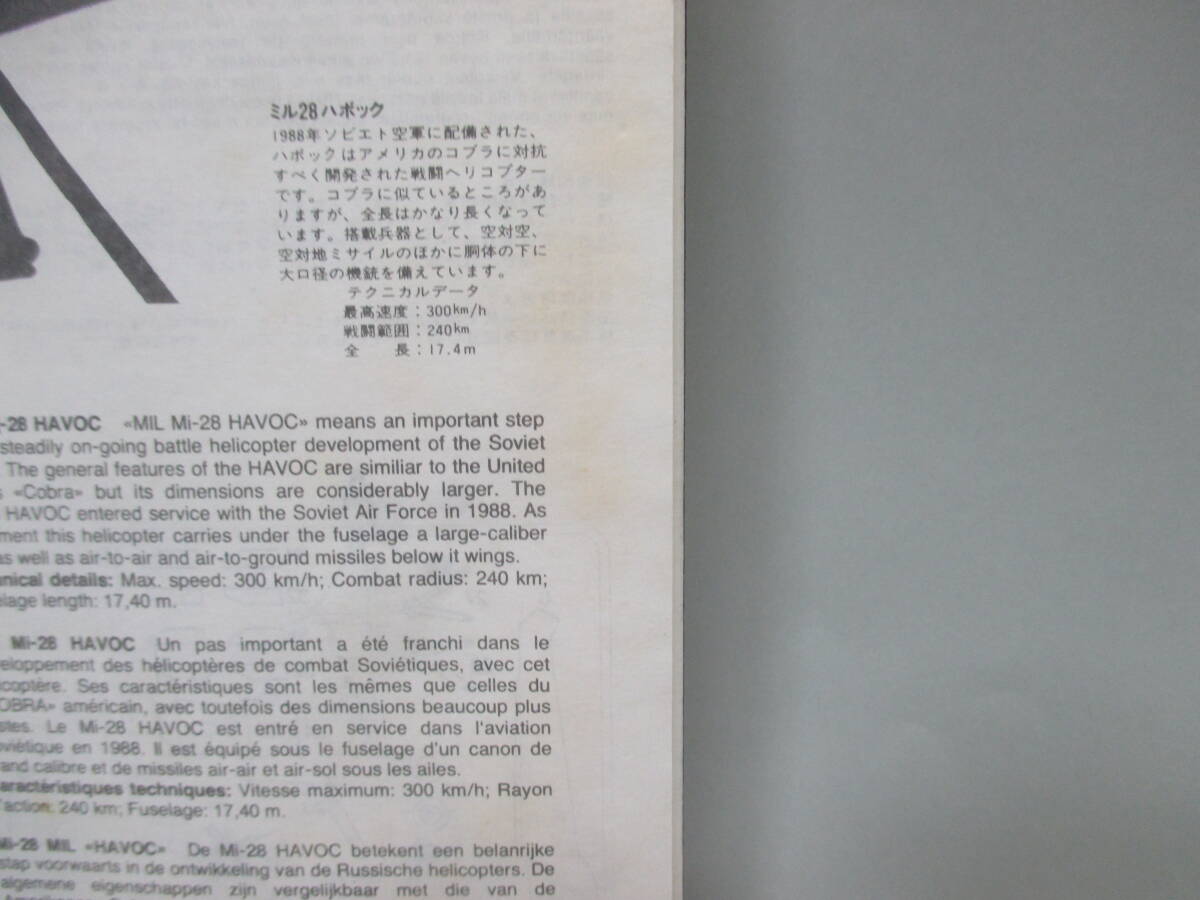 ミル28ハボック
1988年ソビエト空軍に配備された、
ハボックはアメリカのコブラに対抗
すべく開発された戦闘ヘリコプター
です。コブラに似ているところがあ
りますが、全長はかなり長くなって
います。搭載兵器として、空対空、
空対地ミサイルのほかに胴体の下に
大口径の機銃を備えています。
テクニカルデータ
最高速度：300km/h
戦闘範囲：240km
全　　長：17.4m
-28 HAVOC «MIL Mi-28 HAVOC» means an important step
steadily on-going battle helicopter development of the Soviet
. The general features of the HAVOC are similiar to the United
s «Cobra» but its dimensions are considerably larger. The
HAVOC entered service with the Soviet Air Force in 1988. As
ment this helicopter carries under the fuselage a large-caliber
as well as air-to-air and air-to-ground missiles below it wings.
nical details: Max. speed: 300 km/h; Combat radius: 240 km;
elage length: 17,40 m.
Mi-28 HAVOC Un pas important a été franchi dans le
veloppement des hélicoptères de combat Soviétiques, avec cet
icoptère. Ses caractéristiques sont les mêmes que celles du
OBRA» américain, avec toutefois des dimensions beaucoup plus
stes. Le Mi-28 HAVOC est entré en service dans l'aviation
oviétique en 1988. Il est équipé sous le fuselage d'un canon de
and calibre et de missiles air-air et air-sol sous les ailes.
aractéristiques techniques: Vitesse maximum: 300 km/h; Rayon
'action: 240 km; Fuselage: 17,40 m.
Mi-28 MIL «HAVOC» De Mi-28 HAVOC betekent een belanrijke
stap voorwaarts in de ontwikkeling van de Russische helicopters. De
algemene eigenschappen zijn vergelijkbaar met die van de